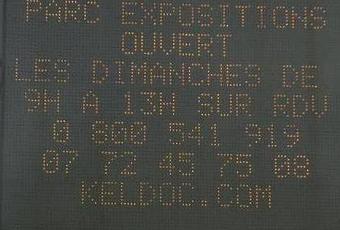 PARC EXPOSITIONS
OUVERT
LES DIMANCHES DE
9H A 13H SUR RDV
0 800 541 919
07 72 45 75 08
KELDOC.COM